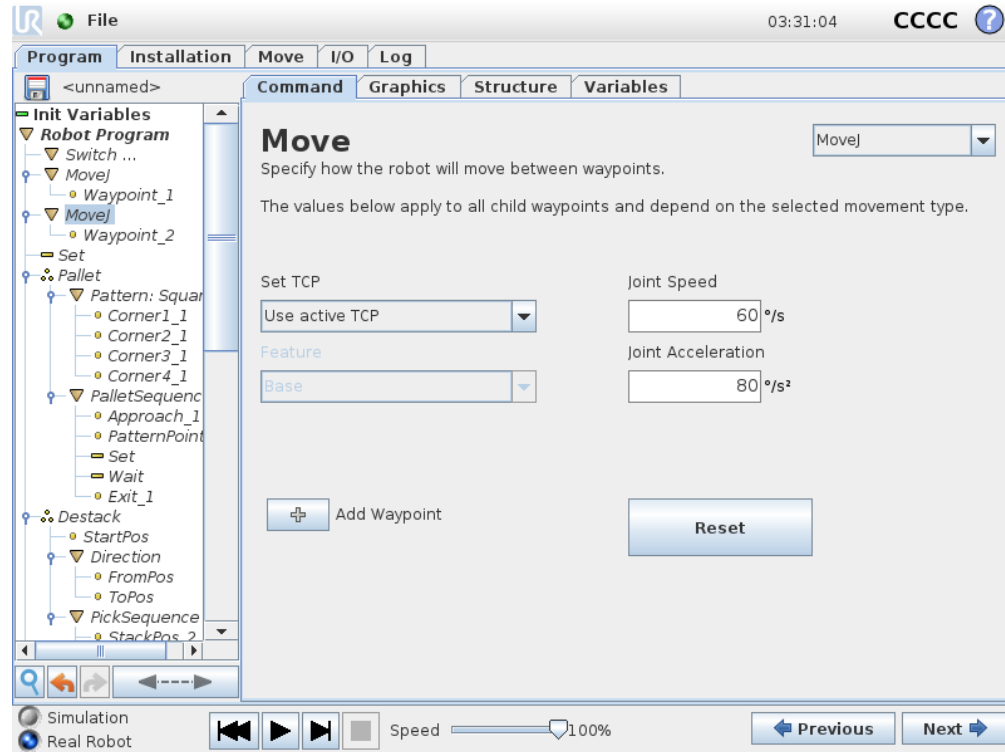 UR File 03:31:04 CCCC ?
Program Installation Move I/O Log
<unnamed> Command Graphics Structure Variables
Init Variables
Robot Program
Switch ...
MoveJ
Waypoint_1
MoveJ
Waypoint_2
Set
Pallet
Pattern: Squar
Corner1_1
Corner2_1
Corner3_1
Corner4_1
PalletSequenc
Approach_1
PatternPoint
Set
Wait
Exit_1
Destack
StartPos
Direction
FromPos
ToPos
PickSequence
StackPos_2
Move
MoveJ
Specify how the robot will move between waypoints.
The values below apply to all child waypoints and depend on the selected movement type.
Set TCP
Use active TCP
Feature
Base
Joint Speed
60 °/s
Joint Acceleration
80 °/s²
Add Waypoint
Reset
Simulation
Real Robot
Speed 100%
Previous Next